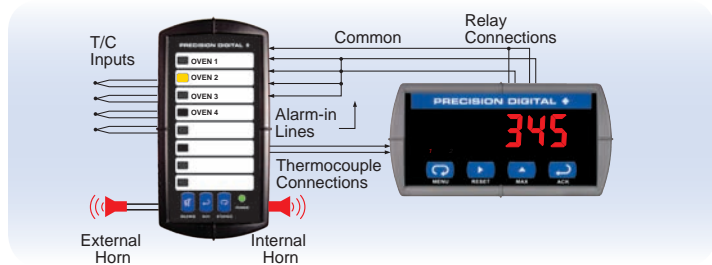 T/C
Inputs
PRECISION DIGITAL
OVEN 1
OVEN 2
OVEN 3
OVEN 4
Common
Relay
Connections
Alarm-in
Lines
Thermocouple
Connections
PRECISION DIGITAL
345
MENU
RESET
MAX
ACK
External
Horn
Internal
Horn